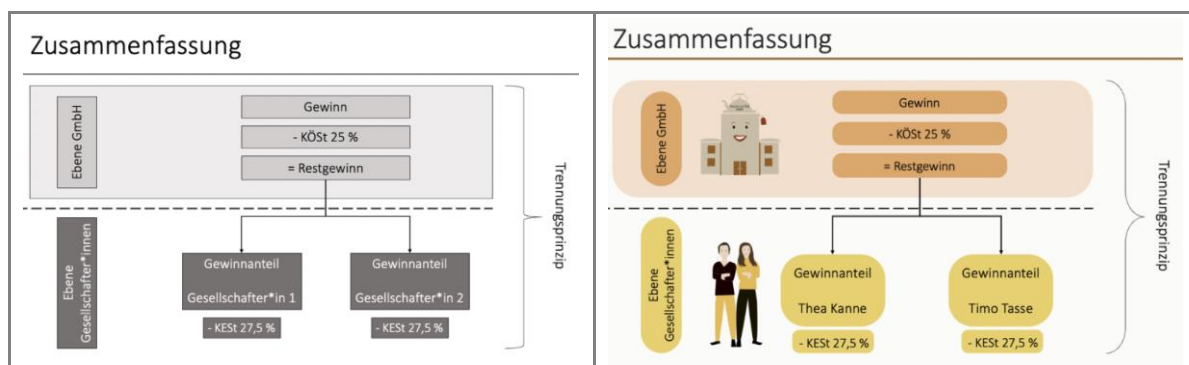 Zusammenfassung
Ebene GmbH
Gewinn
- KÖSt 25 %
= Restgewinn
Trennungsprinzip
Ebene
Gesellschafter*innen
Gewinnanteil
Gesellschafter*in 1
- KESt 27,5 %
Gewinnanteil
Gesellschafter*in 2
- KESt 27,5 %
Zusammenfassung
Ebene GmbH
Gewinn
- KÖSt 25 %
= Restgewinn
Trennungsprinzip
Ebene
Gesellschafter*innen
Gewinnanteil
Thea Kanne
- KESt 27,5 %
Gewinnanteil
Timo Tasse
- KESt 27,5 %